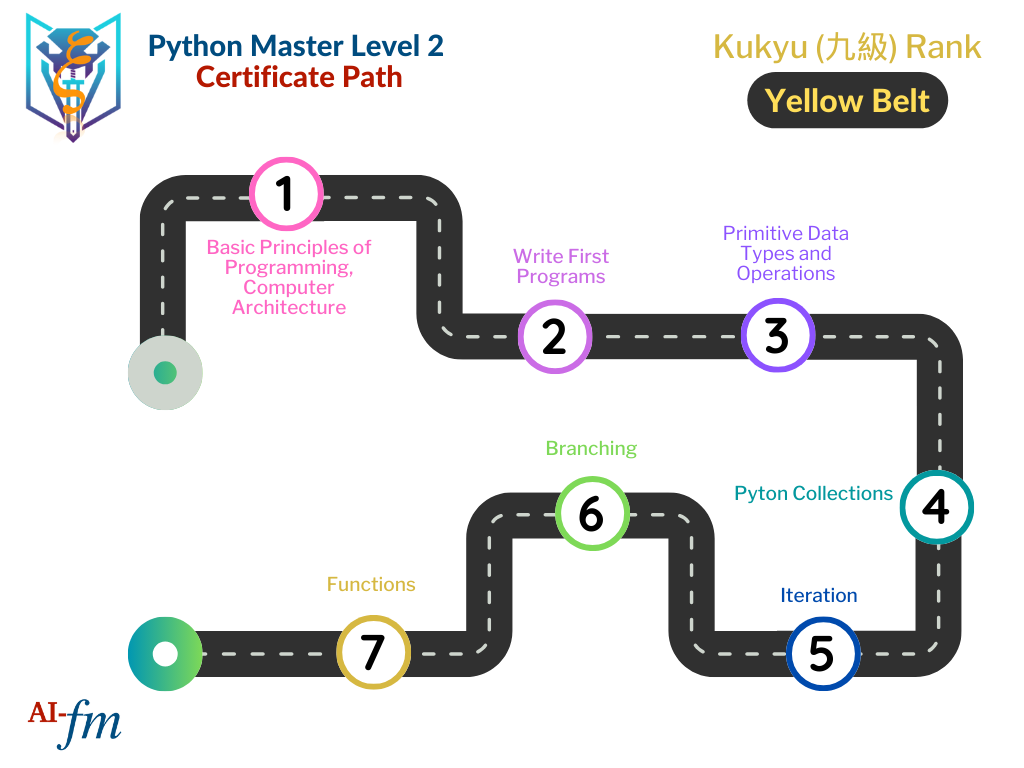 Python Master Level 2
Certificate Path
Kukyu (九級) Rank
Yellow Belt
1
Basic Principles of
Programming,
Computer
Architecture
Write First
Programs
2
Primitive Data
Types and
Operations
3
Pyton Collections
4
Iteration
5
Branching
6
Functions
7
AI-fm